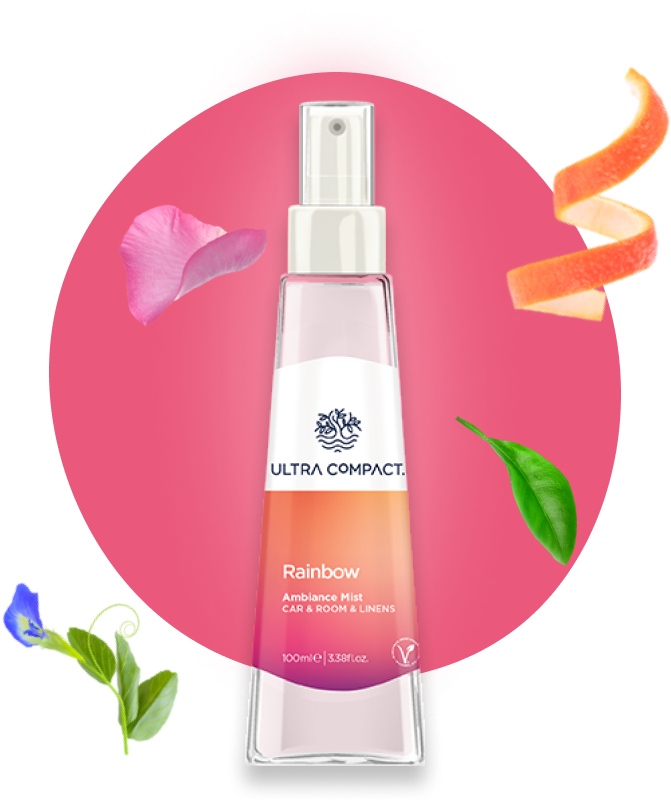 ULTRA COMPACT.
Rainbow
Ambiance Mist
CAR & ROOM & LINENS
100ml℮ | 3.38fl.oz.